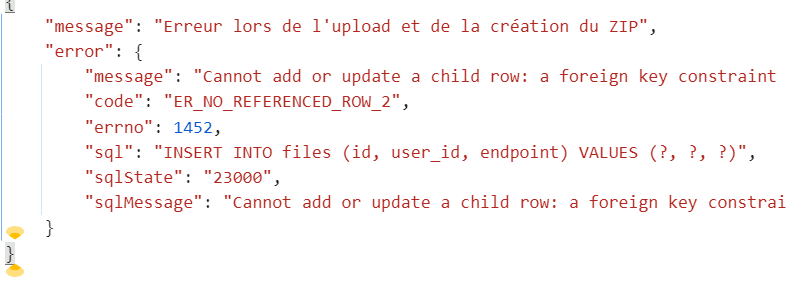 {
"message": "Erreur lors de l'upload et de la création du ZIP",
"error": {
"message": "Cannot add or update a child row: a foreign key constraint
"code": "ER_NO_REFERENCED_ROW_2",
"errno": 1452,
"sql": "INSERT INTO files (id, user_id, endpoint) VALUES (?, ?, ?)",
"sqlState": "23000",
"sqlMessage": "Cannot add or update a child row: a foreign key constrai
}
}